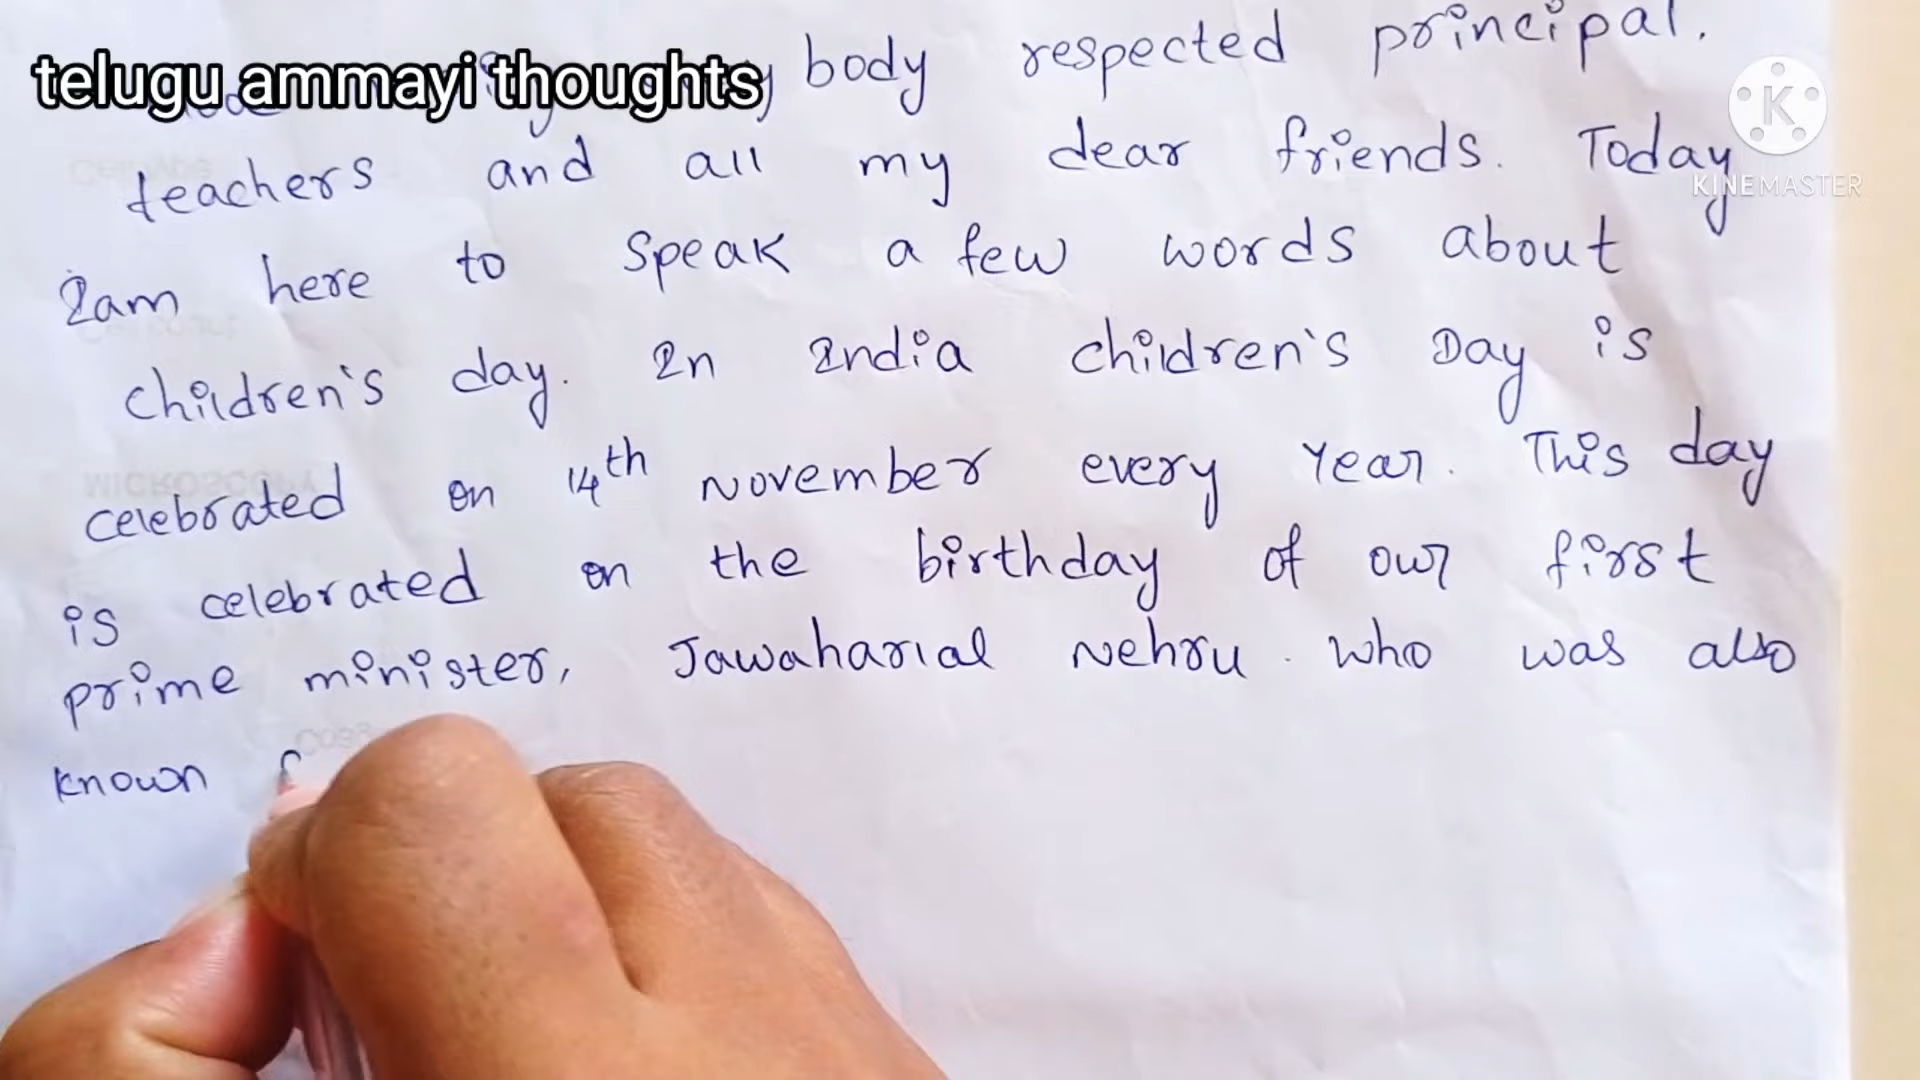 telugu ammayi thoughts
body respected principal.
KINEMASTER
teachers and all my dear friends. Today
I am here to speak a few words about
children's day. In India children's Day is
celebrated on 14th November every Year. This day
is celebrated on the birthday of our first
prime minister, Jawaharlal Nehru. who was also
known